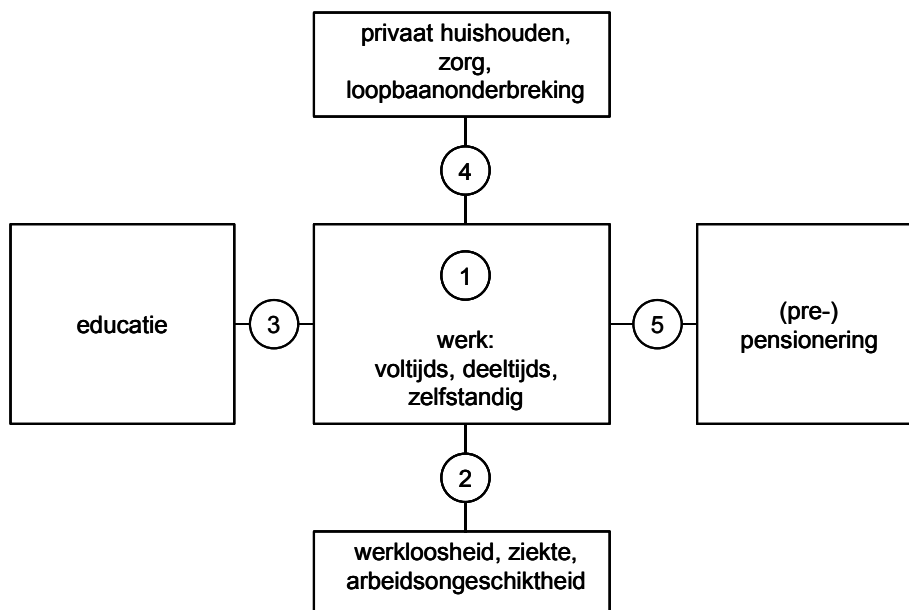 privaat huishouden,
zorg,
loopbaanonderbreking
4
educatie
3
1
werk:
voltijds, deeltijds,
zelfstandig
5
(pre-)
pensionering
2
werkloosheid, ziekte,
arbeidsongeschiktheid